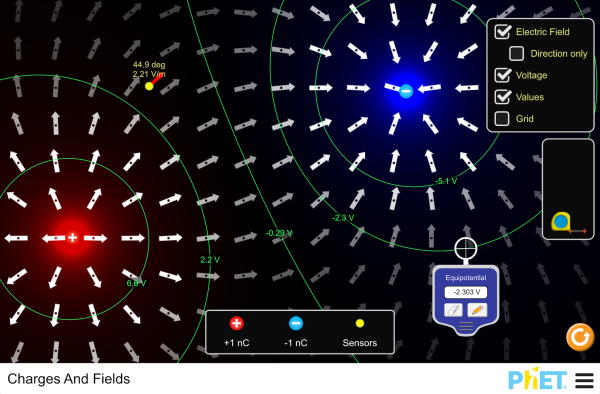 44.9 deg
2.21 V/m
Electric Field
Direction only
Voltage
Values
Grid
-5.1 V
-2.3 V
-0.29 V
2.2 V
6.6 V
Equipotential
-2.303 V
+1 nC
-1 nC
Sensors
Charges And Fields
PhET